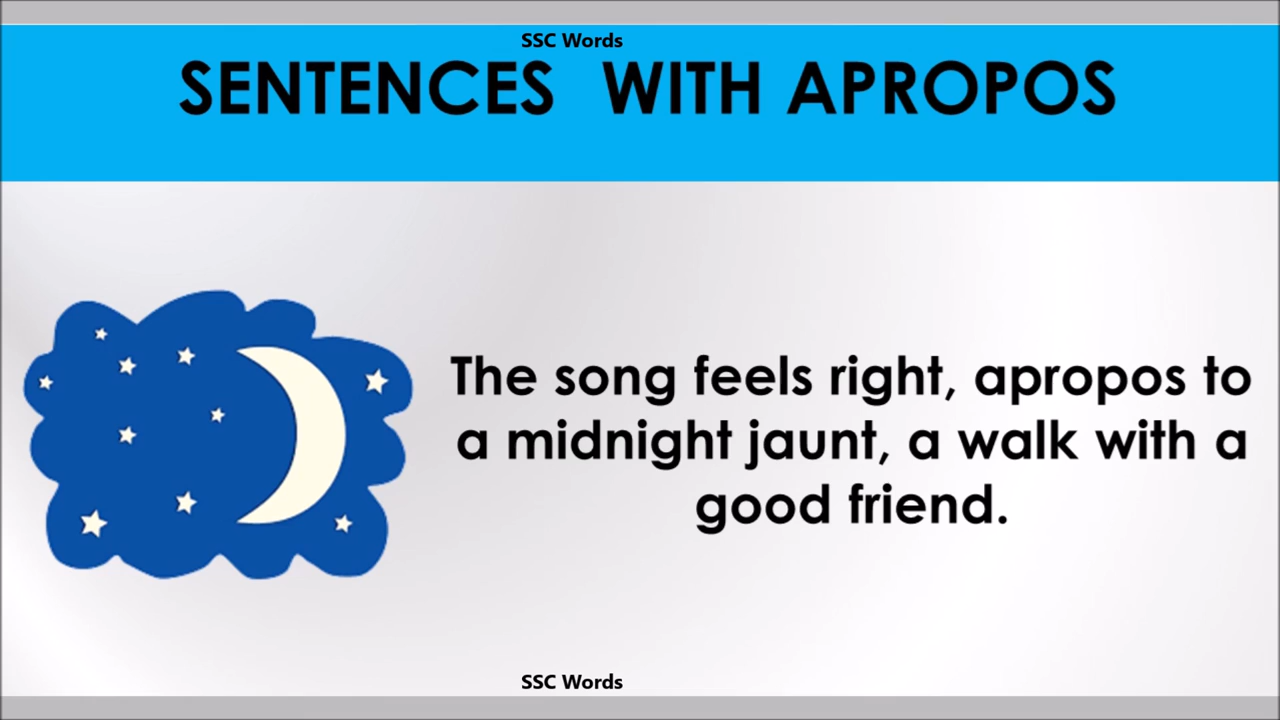 SSC Words
SENTENCES WITH APROPOS
The song feels right, apropos to
a midnight jaunt, a walk with a
good friend.
SSC Words